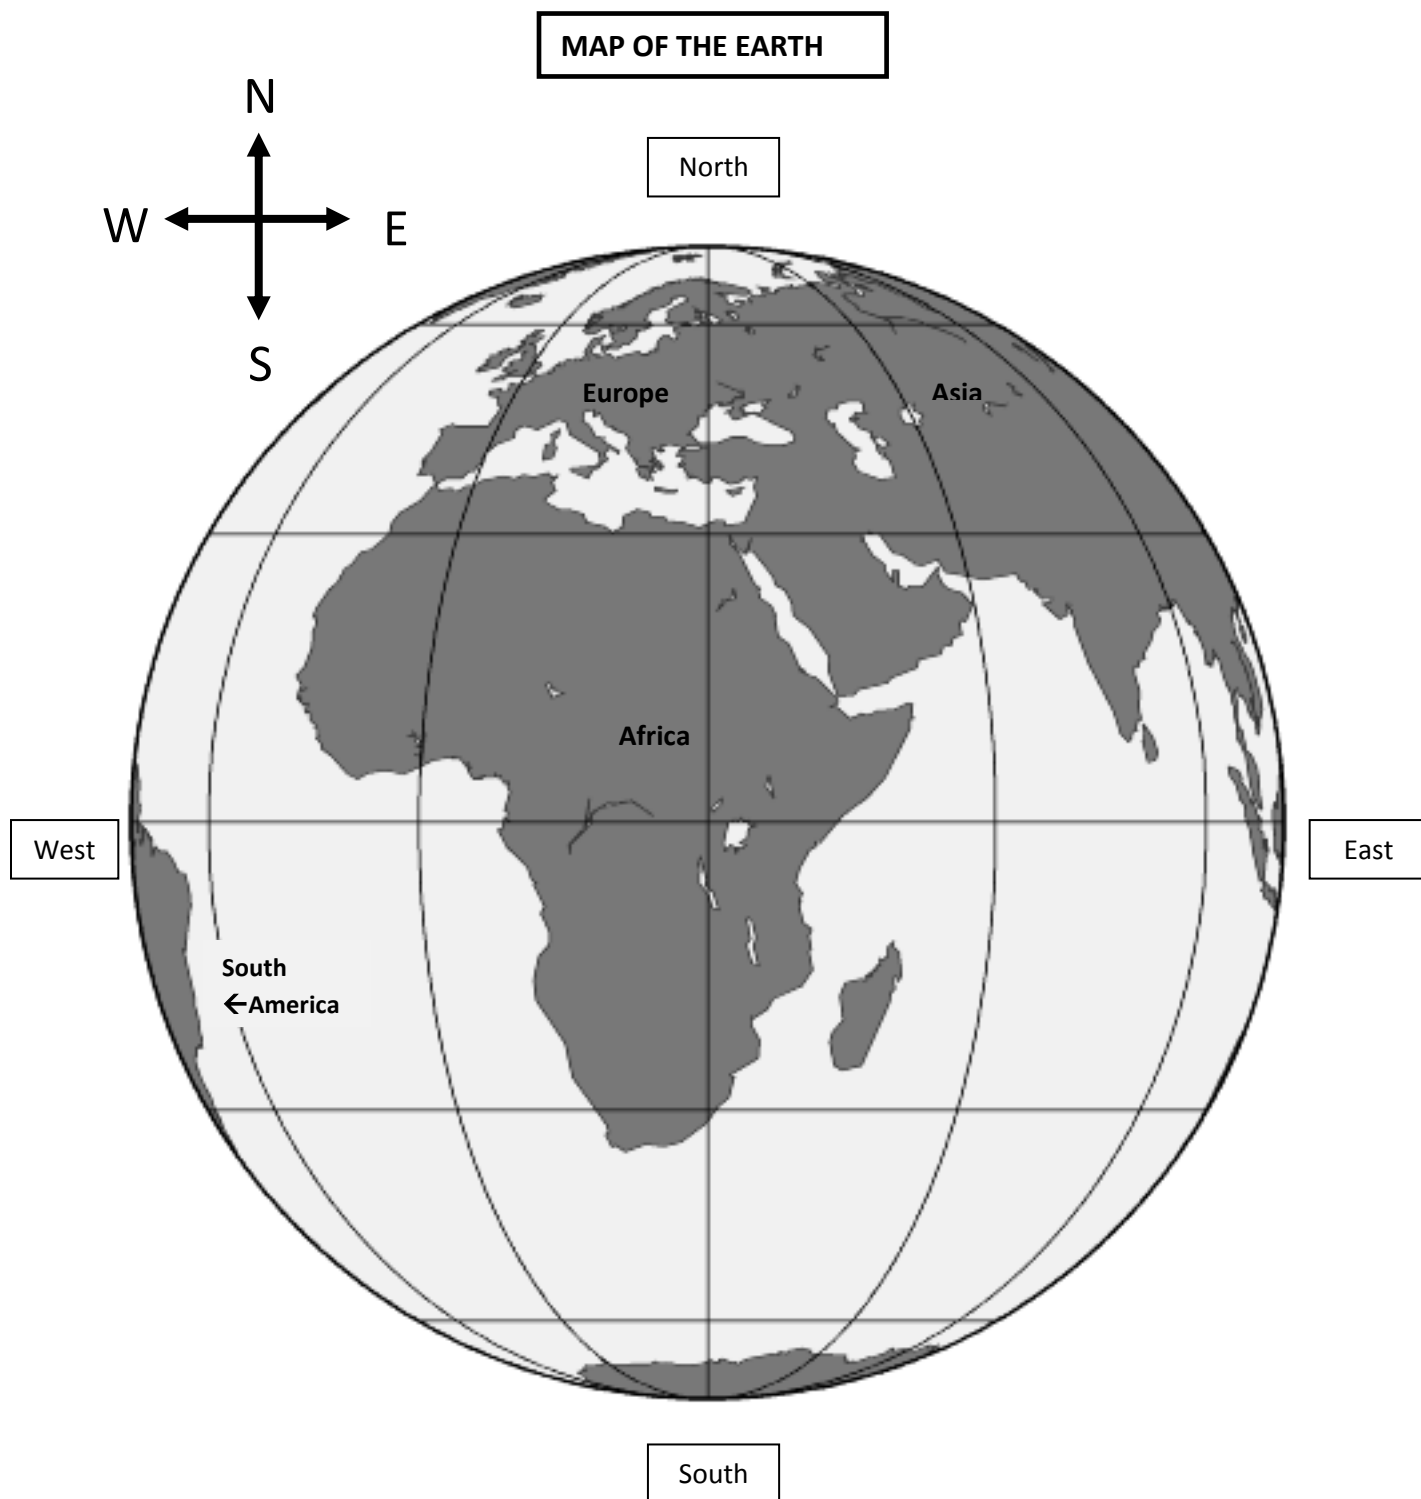 MAP OF THE EARTH
N
North
W
E
S
Europe
Asia
Africa
West
East
South
←America
South